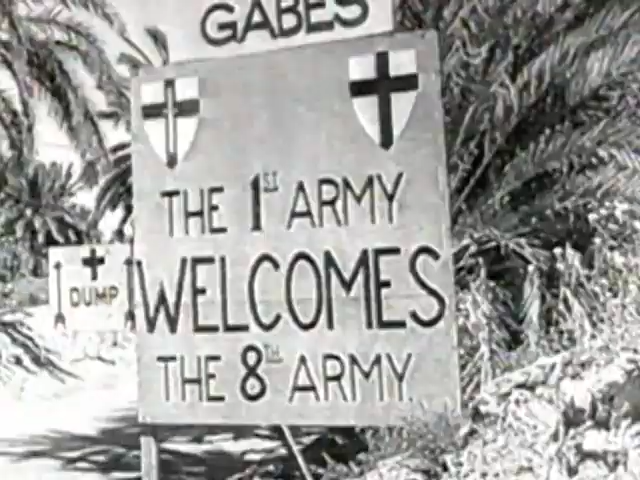 GABES
THE 1ST ARMY
WELCOMES
THE 8TH ARMY.
DUMP